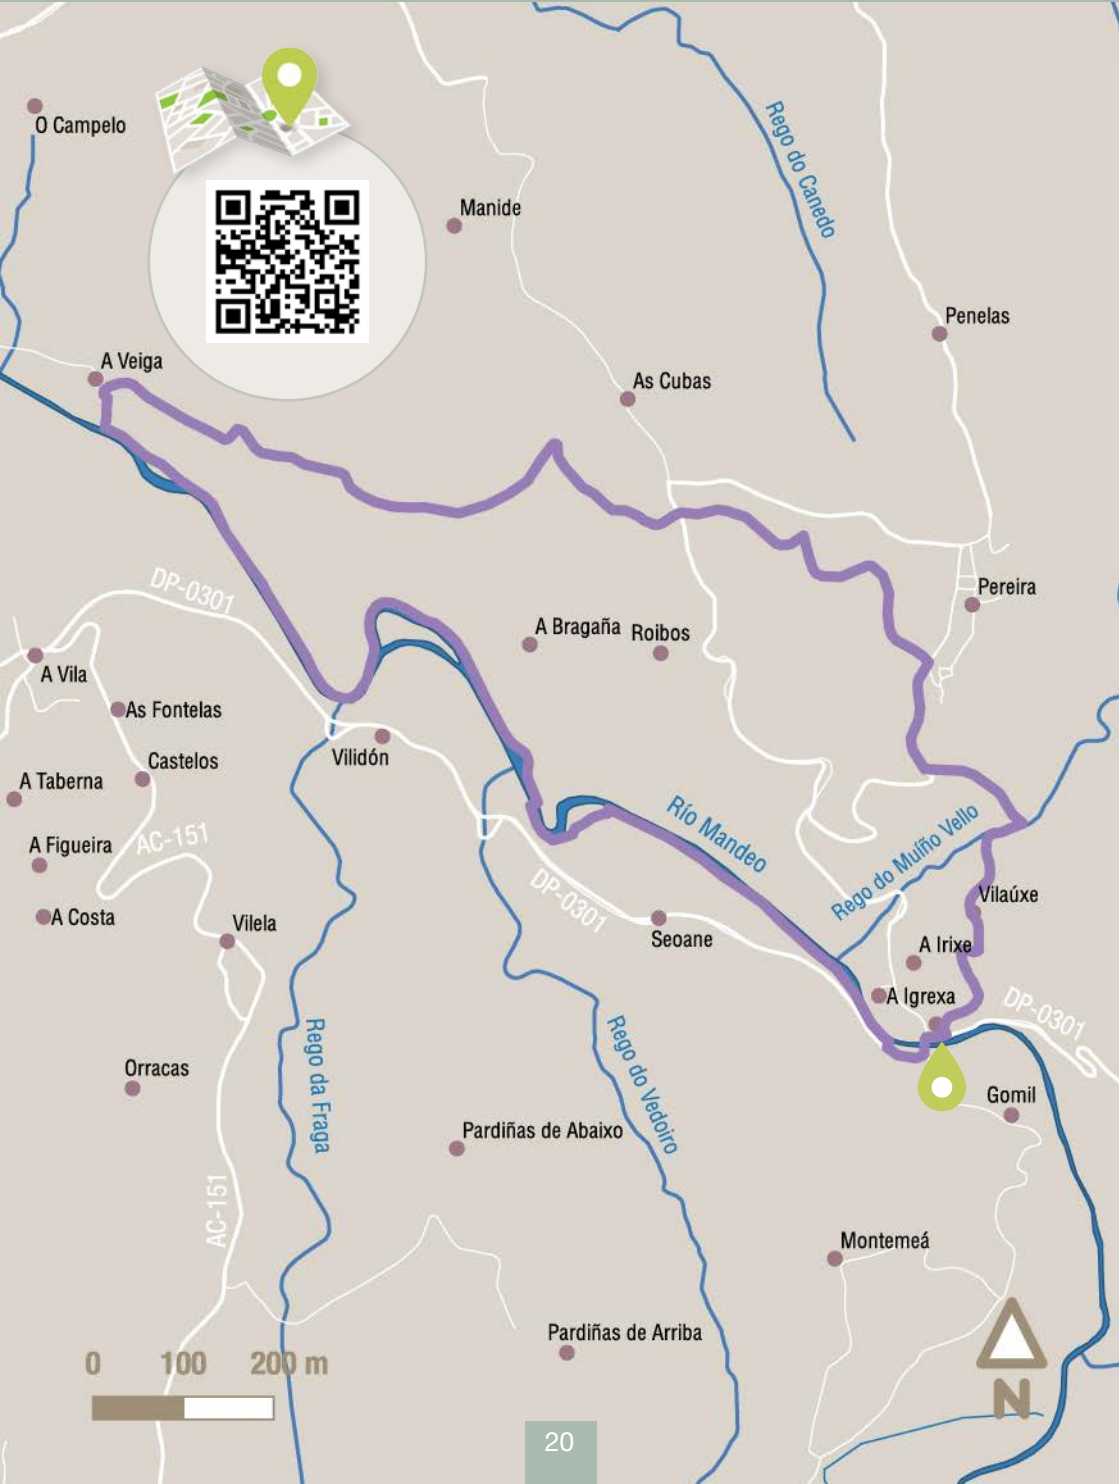 O Campelo
Rego do Canedo
Manide
Penelas
A Veiga
As Cubas
DP-0301
Pereira
A Bragaña
Roibos
A Vila
As Fontelas
Vilidón
Castelos
A Taberna
AC-151
A Figueira
Río Mandeo
Rego do Muíño Vello
DP-0301
Vilaúxe
A Costa
Vilela
Seoane
A Irixe
A Igrexa
DP-0301
Orracas
Rego da Fraga
Rego do Vedoiro
Gomil
Pardiñas de Abaixo
AC-151
Montemeá
Pardiñas de Arriba
0 100 200 m
N
20